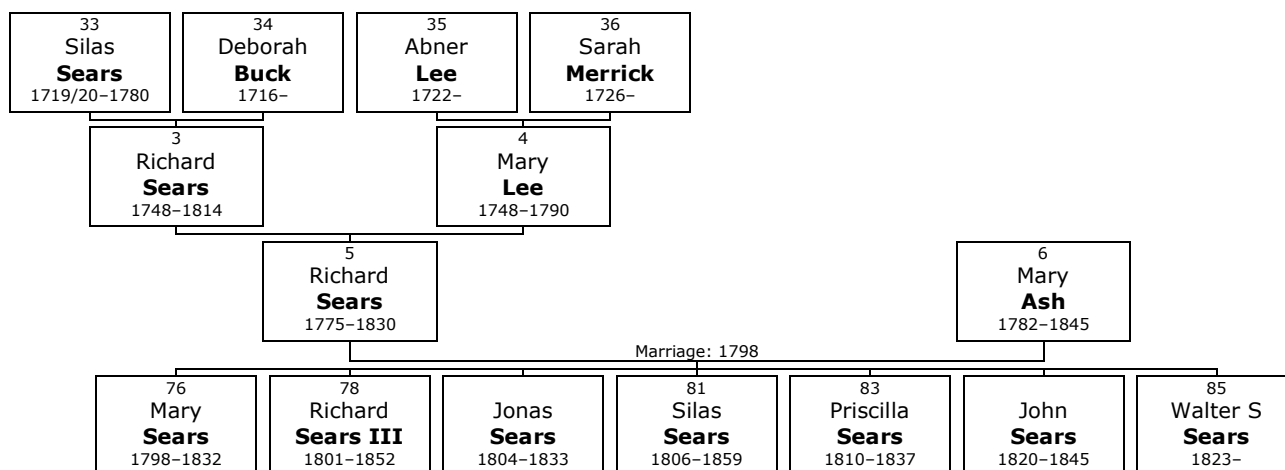 33
Silas
Sears
1719/20–1780
34
Deborah
Buck
1716–
35
Abner
Lee
1722–
36
Sarah
Merrick
1726–
3
Richard
Sears
1748–1814
4
Mary
Lee
1748–1790
5
Richard
Sears
1775–1830
6
Mary
Ash
1782–1845
Marriage: 1798
76
Mary
Sears
1798–1832
78
Richard
Sears III
1801–1852
Jonas
Sears
1804–1833
81
Silas
Sears
1806–1859
83
Priscilla
Sears
1810–1837
John
Sears
1820–1845
85
Walter S
Sears
1823–